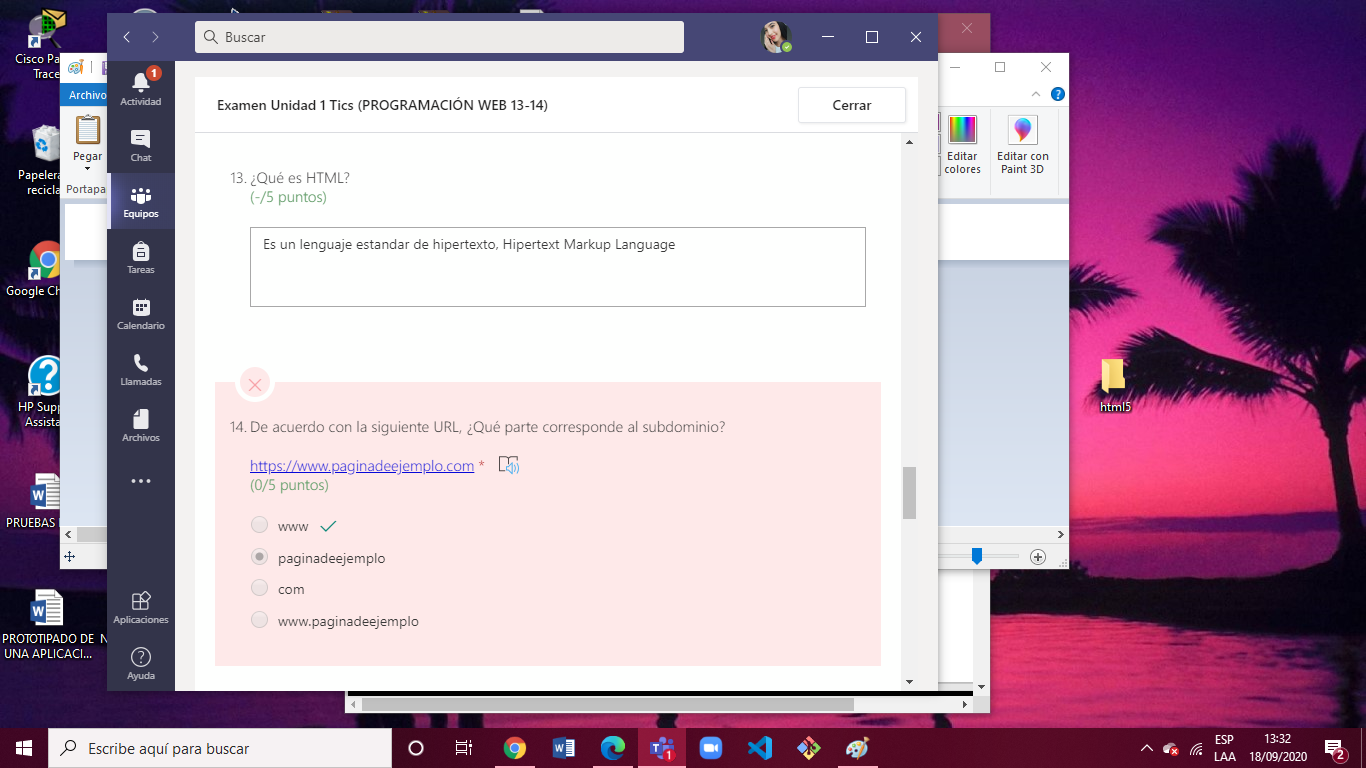 Buscar
Cisco Pa
Trace
1
Actividad
Archivo
Examen Unidad 1 Tics (PROGRAMACIÓN WEB 13-14)
Cerrar
Chat
Pegar
Editar
colores
Editar con
Paint 3D
Papelera
recicl
Portapa
13. ¿Qué es HTML?
(-/5 puntos)
Equipos
Es un lenguaje estandar de hipertexto, Hipertext Markup Language
Tareas
Google Ch
Calendario
Llamadas
HP Supp
Assista
html5
Archivos
14. De acuerdo con la siguiente URL, ¿Qué parte corresponde al subdominio?
https://www.paginadeejemplo.com *
(0/5 puntos)
www
PRUEBAS
paginadeejemplo
com
www.paginadeejemplo
Aplicaciones
PROTOTIPADO DE N
UNA APLICACI...
Ayuda
Escribe aquí para buscar
1
ESP
LAA
13:32
18/09/2020
2